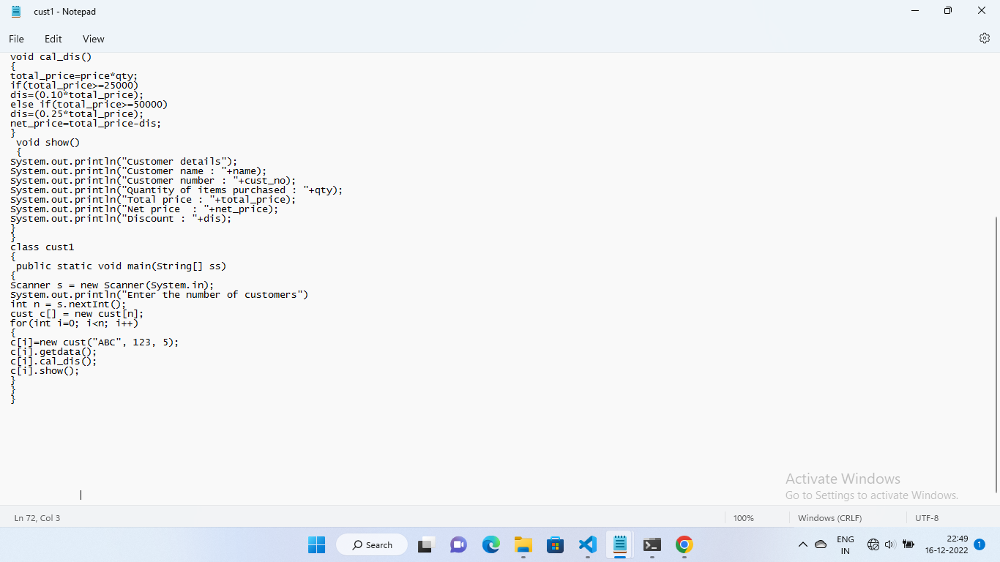 cust1 - Notepad
File Edit View
void cal_dis()
{
total_price=price*qty;
if(total_price>=25000)
dis=(0.10*total_price);
else if(total_price>=50000)
dis=(0.25*total_price);
net_price=total_price-dis;
}
void show()
{
System.out.println("Customer details");
System.out.println("Customer name : "+name);
System.out.println("Customer number : "+cust_no);
System.out.println("Quantity of items purchased : "+qty);
System.out.println("Total price : "+total_price);
System.out.println("Net price  : "+net_price);
System.out.println("Discount : "+dis);
}
}
class cust1
{
public static void main(String[] ss)
{
Scanner s = new Scanner(System.in);
System.out.println("Enter the number of customers")
int n = s.nextInt();
cust c[] = new cust[n];
for(int i=0; i<n; i++)
{
c[i]=new cust("ABC", 123, 5);
c[i].getdata();
c[i].cal_dis();
c[i].show();
}
}
}
Activate Windows
Go to Settings to activate Windows.
Ln 72, Col 3 100% Windows (CRLF) UTF-8
Search
ENG
IN
22:49
16-12-2022
1